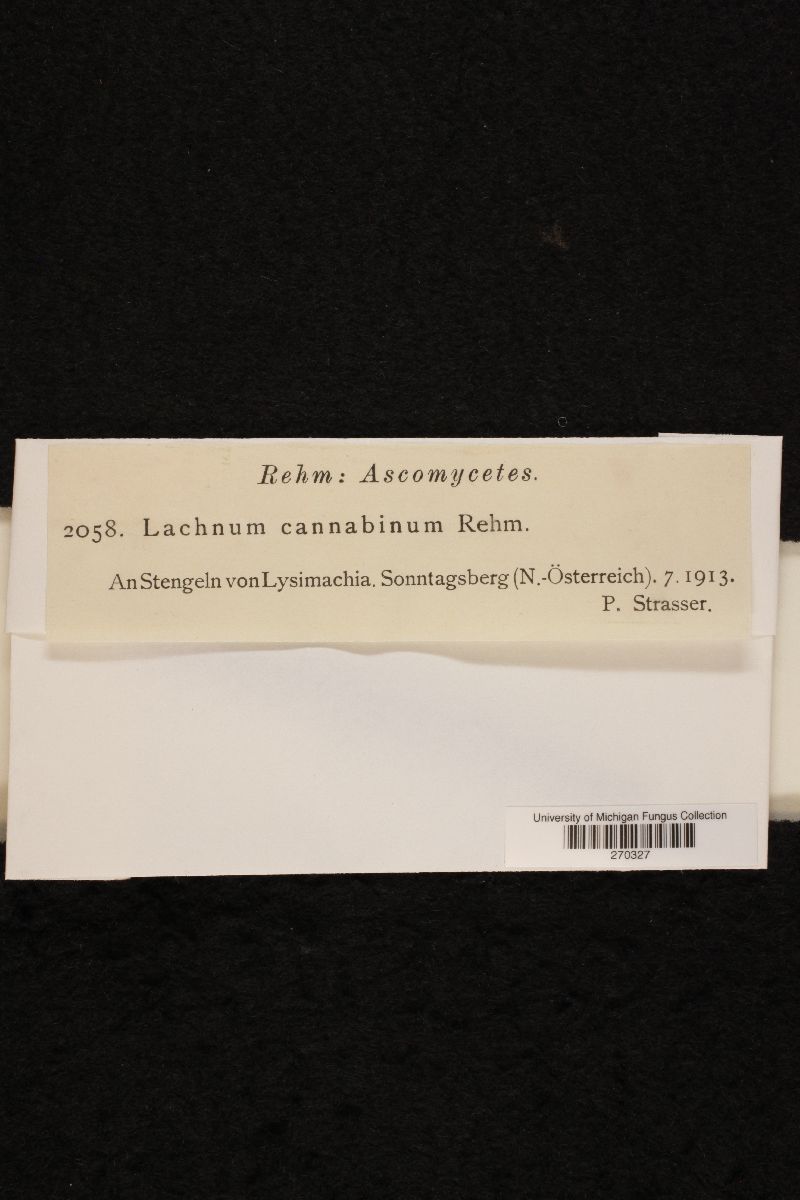 Rehm: Ascomycetes.
2058. Lachnum cannabinum Rehm.
An Stengeln von Lysimachia. Sonntagsberg (N.-Österreich). 7. 1913.
P. Strasser.
University of Michigan Fungus Collection
270327